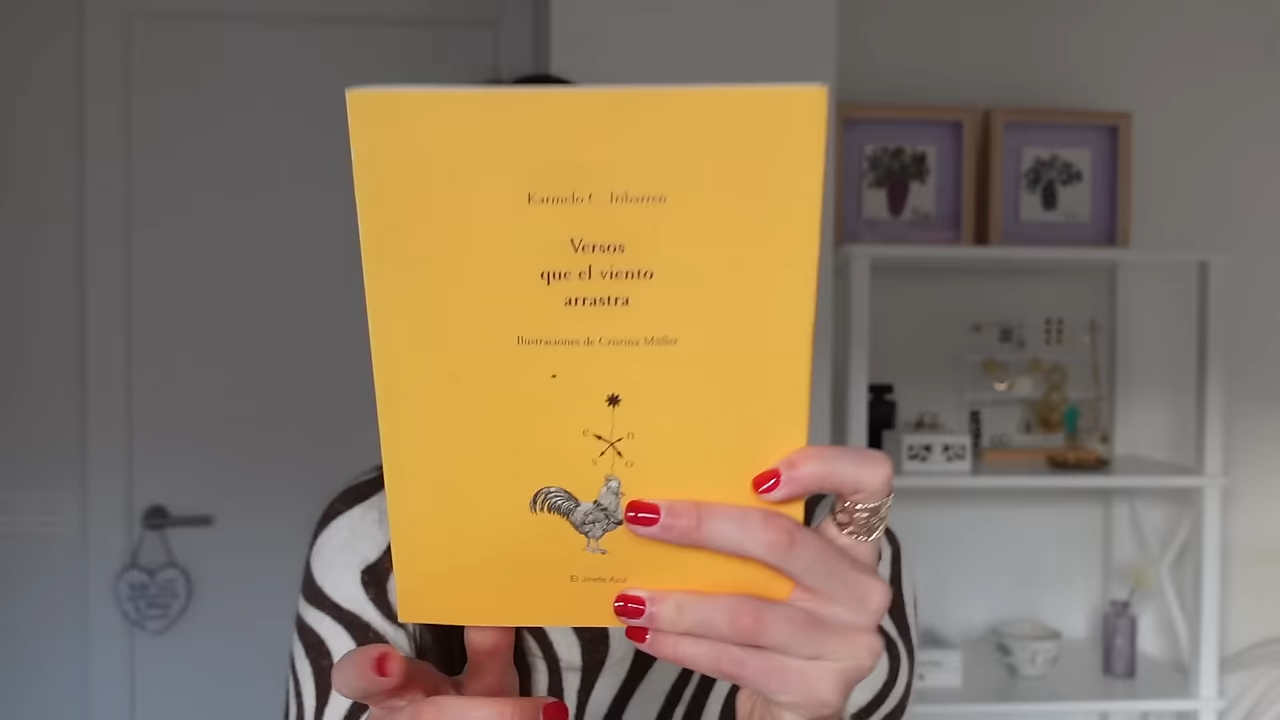 Karmelo C. Iribarren
Versos
que el viento
arrastra
Ilustraciones de Cristina Müller
e n
s o
El Jinete Azul